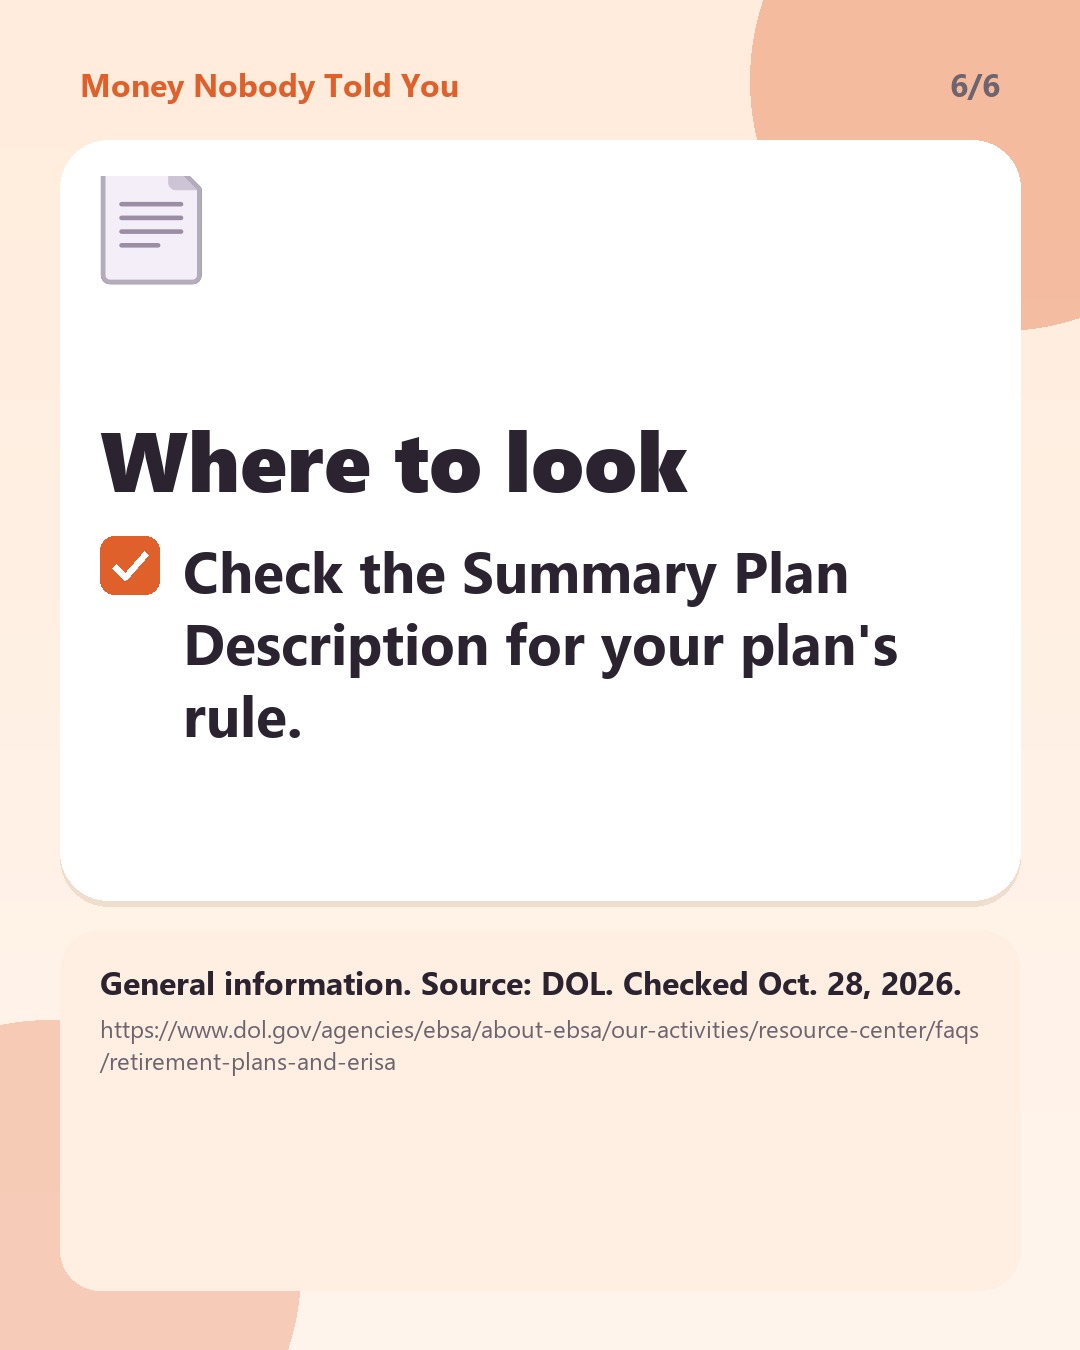 Money Nobody Told You
6/6
Where to look
Check the Summary Plan
Description for your plan's
rule.
General information. Source: DOL. Checked Oct. 28, 2026.
https://www.dol.gov/agencies/ebsa/about-ebsa/our-activities/resource-center/faqs
/retirement-plans-and-erisa